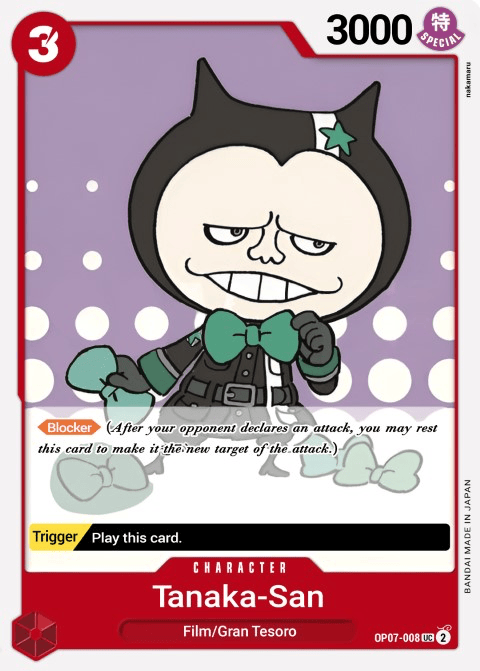 3
3000
特
SPECIAL
nakamaru
Blocker (After your opponent declares an attack, you may rest
this card to make it the new target of the attack.)
Trigger Play this card.
CHARACTER
Tanaka-San
Film/Gran Tesoro
OP07-008 UC 2
BANDAI MADE IN JAPAN